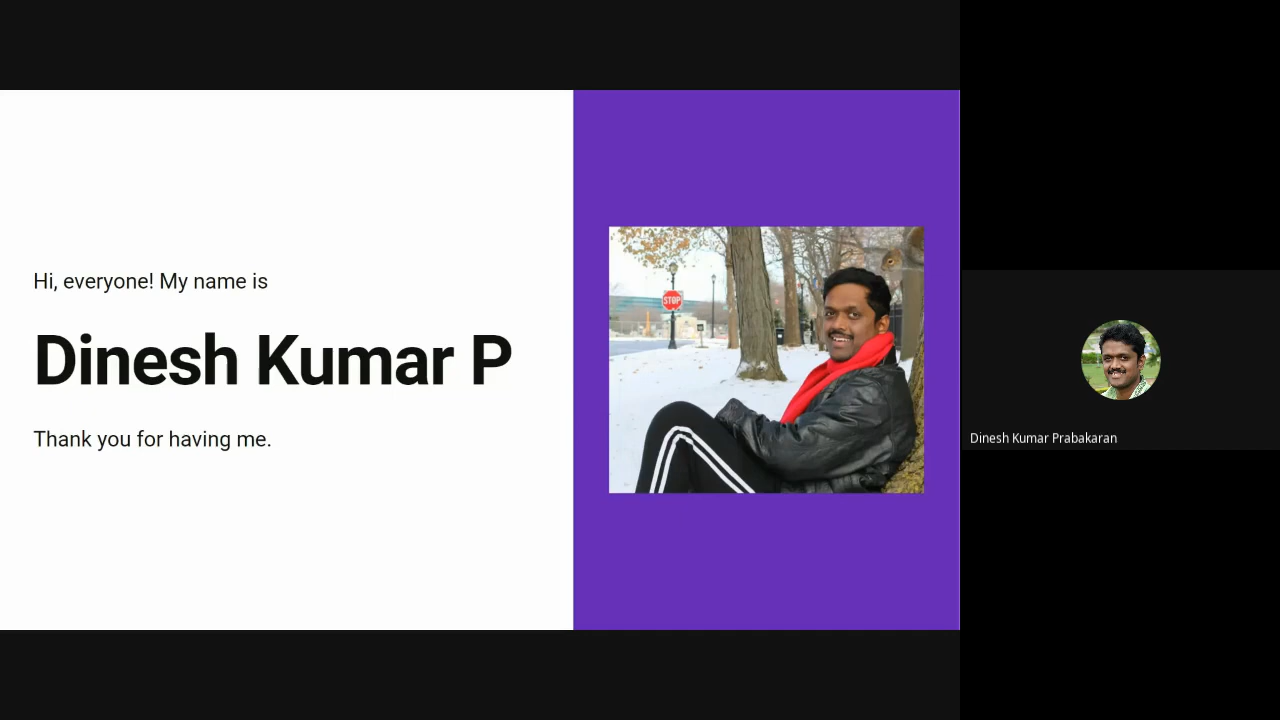 Hi, everyone! My name is
Dinesh Kumar P
Thank you for having me.
STOP
Dinesh Kumar Prabakaran